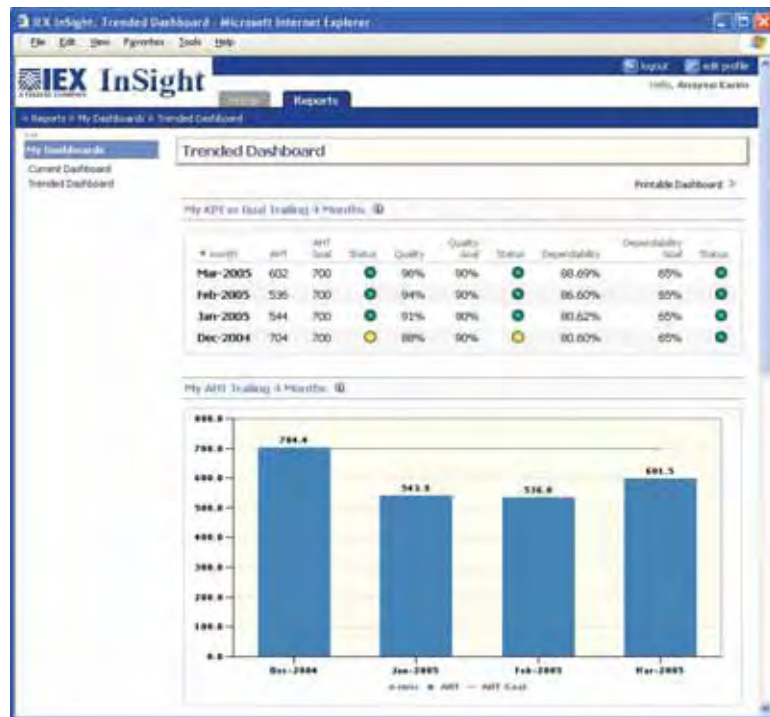 IEX InSight: Trended Dashboard - Microsoft Internet Explorer
File Edit View Favorites Tools Help
logout edit profile
IEX InSight
Hello,
Reports
> Reports > My Dashboards > Trended Dashboard
My Dashboards
Current Dashboard
Trended Dashboard
Trended Dashboard
Printable Dashboard >
My KPI vs Goal Trailing 4 Months
month AHT AHT Goal Status Quality Quality Goal Status Dependability Dependability Goal Status
Mar-2005 602 700 90% 88.69%
Feb-2005 536 700 94% 90% 86.60%
Jan-2005 544 700 91% 90% 80.62%
Dec-2004 704 700 88% 90% 80.60%
My AHT Trailing 4 Months
800.0
700.0
600.0
500.0
400.0
300.0
200.0
100.0
0.0
704.4
543.9
536.0
601.5
Dec-2004 Jan-2005 Feb-2005 Mar-2005
AHT AHT Goal